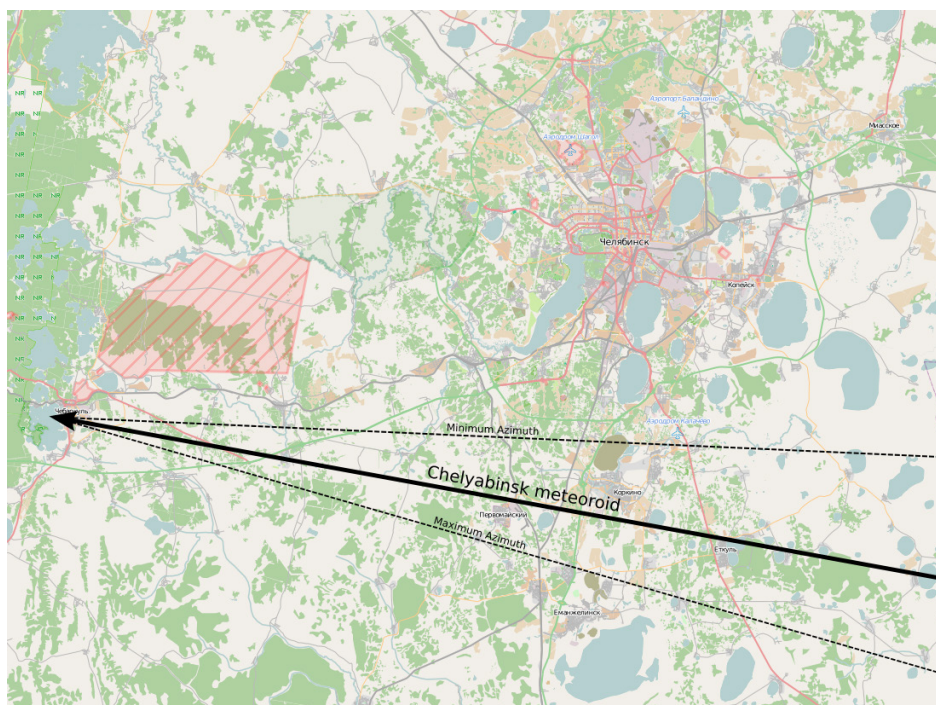 Аэропорт Баландино
Миасское
Аэродром Шагол
Челябинск
Копейск
Чебаркуль
Аэродром Калачево
Minimum Azimuth
Chelyabinsk meteoroid
Коркино
Первомайский
Maximum Azimuth
Еткуль
Еманжелинск